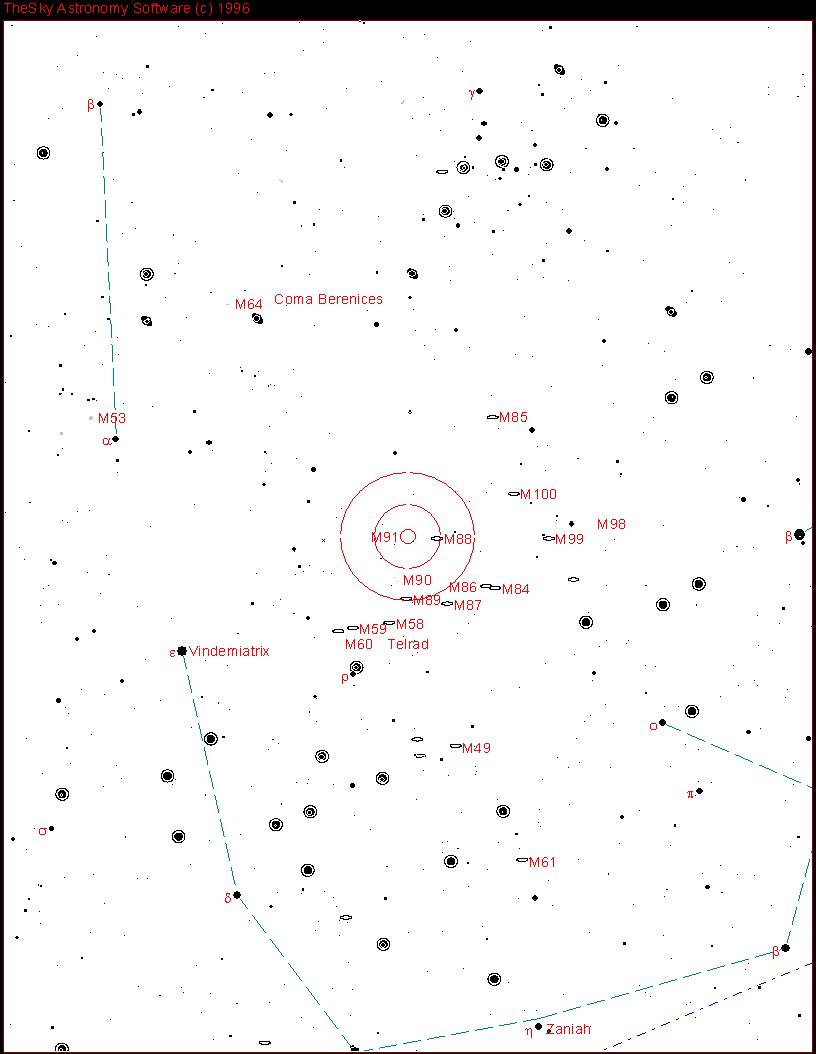 TheSky Astronomy Software (c) 1996
γ
β
M64 Coma Berenices
M85
M53
α
M100
M98
M91 M88 M99 β
M90
M86 M84
M89 M87
M59 M58
M60 Telrad
ε Vindemiatrix
ρ
ο
M49
π
σ
M61
δ
β
η Zaniah